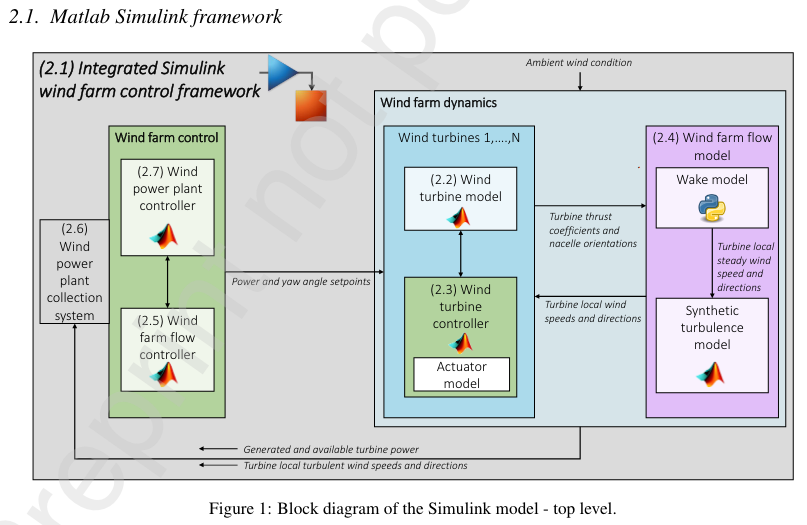 2.1. Matlab Simulink framework
(2.1) Integrated Simulink
wind farm control framework
Ambient wind condition
Wind farm dynamics
Wind farm control
(2.7) Wind
power plant
controller
(2.6)
Wind
power
plant
collection
system
(2.5) Wind
farm flow
controller
Power and yaw angle setpoints
Wind turbines 1,....,N
(2.2) Wind
turbine model
(2.3) Wind
turbine
controller
Actuator
model
Turbine thrust
coefficients and
nacelle orientations
Turbine local wind
speeds and directions
(2.4) Wind farm flow
model
Wake model
Turbine local
steady wind
speed and
directions
Synthetic
turbulence
model
Generated and available turbine power
Turbine local turbulent wind speeds and directions
Figure 1: Block diagram of the Simulink model - top level.
preprint not p